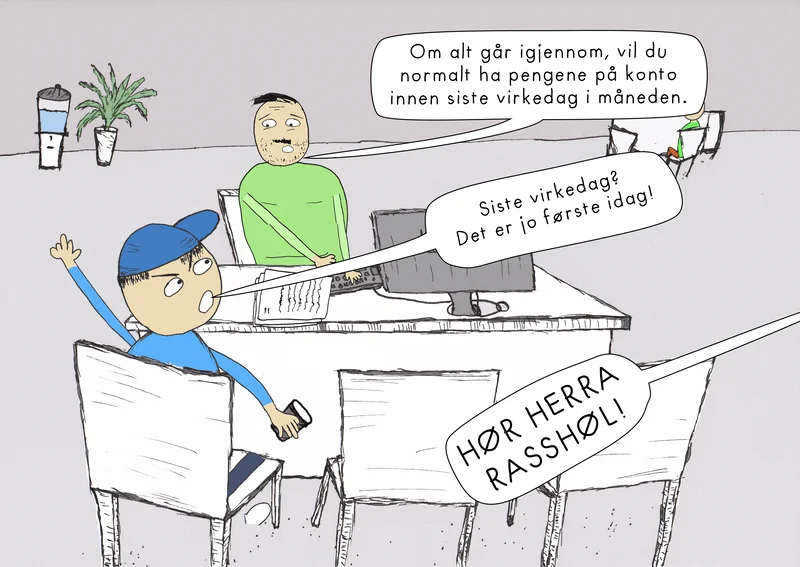 Om alt går igjennom, vil du
normalt ha pengene på konto
innen siste virkedag i måneden.
Siste virkedag?
Det er jo første idag!
HØR HERRA
RASSHØL!